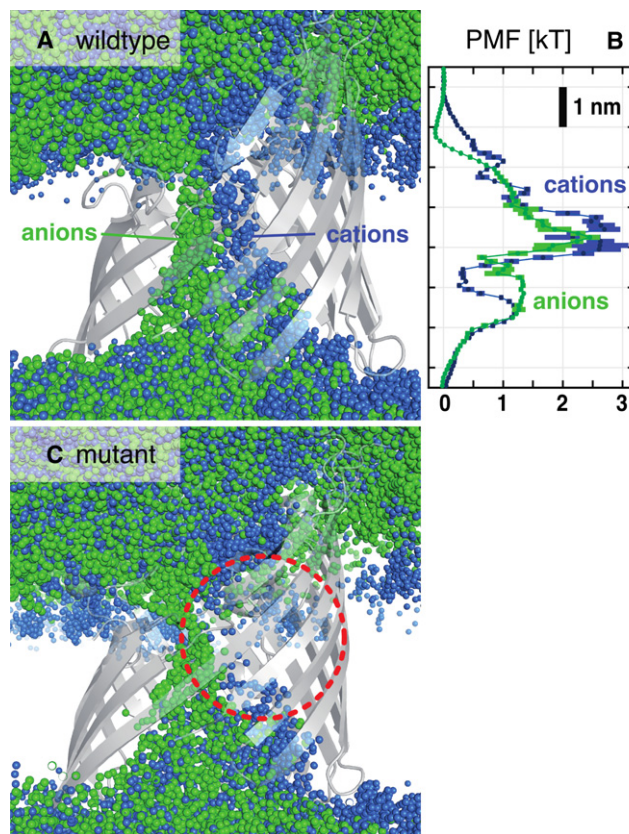 A wildtype
anions
cations
PMF [kT] B
1 nm
cations
anions
0 1 2 3
C mutant